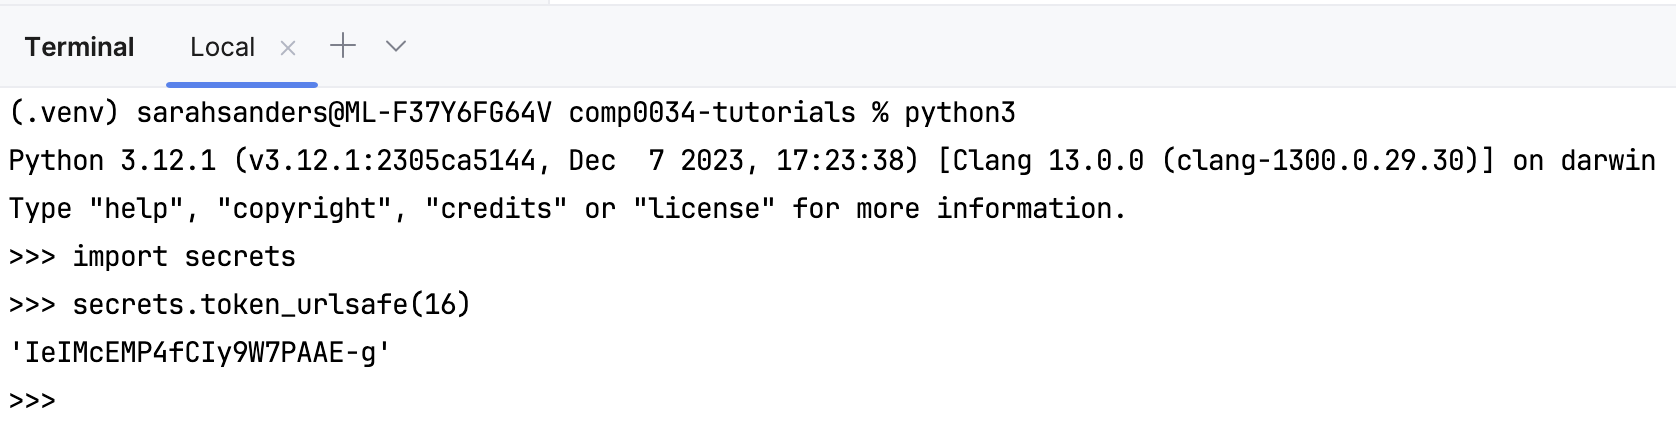 Terminal Local
(.venv) sarahsanders@ML-F37Y6FG64V comp0034-tutorials % python3
Python 3.12.1 (v3.12.1:2305ca5144, Dec  7 2023, 17:23:38) [Clang 13.0.0 (clang-1300.0.29.30)] on darwin
Type "help", "copyright", "credits" or "license" for more information.
>>> import secrets
>>> secrets.token_urlsafe(16)
'IeIMcEMP4fCIy9W7PAAE-g'
>>>